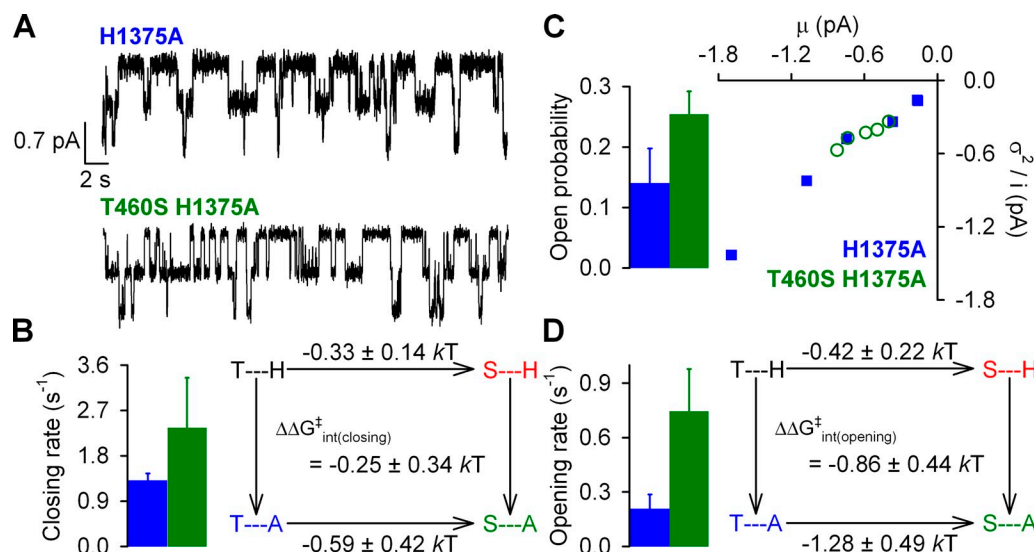 A
H1375A
0.7 pA
2 s
T460S H1375A
C
μ (pA)
-1.8
-1.2
-0.6
0.0
Open probability
0.3
0.2
0.1
0.0
0.0
-0.6
-1.2
-1.8
σ² / i (pA)
H1375A
T460S H1375A
B
Closing rate (s⁻¹)
3.6
2.7
1.8
0.9
0.0
-0.33 ± 0.14 kT
T---H
S---H
ΔΔG‡int(closing)
= -0.25 ± 0.34 kT
T---A
S---A
-0.59 ± 0.42 kT
D
Opening rate (s⁻¹)
0.9
0.6
0.3
0.0
-0.42 ± 0.22 kT
T---H
S---H
ΔΔG‡int(opening)
= -0.86 ± 0.44 kT
T---A
S---A
-1.28 ± 0.49 kT